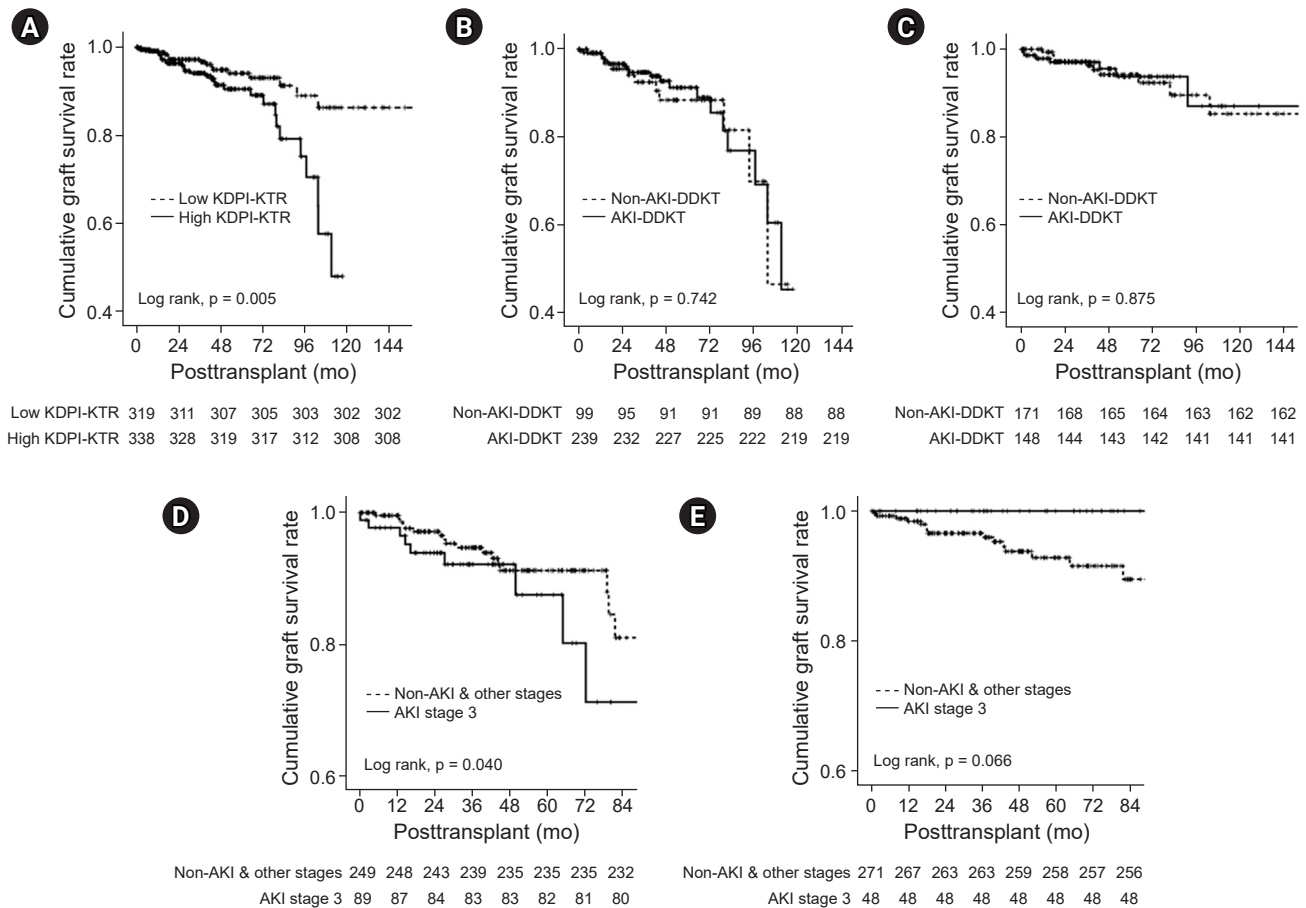 A
Cumulative graft survival rate
1.0
0.8
0.6
0.4
Low KDPI-KTR
High KDPI-KTR
Log rank, p = 0.005
0 24 48 72 96 120 144
Posttransplant (mo)
Low KDPI-KTR 319 311 307 305 303 302 302
High KDPI-KTR 338 328 319 317 312 308 308
B
Cumulative graft survival rate
1.0
0.8
0.6
0.4
Non-AKI-DDKT
AKI-DDKT
Log rank, p = 0.742
0 24 48 72 96 120 144
Posttransplant (mo)
Non-AKI-DDKT 99 95 91 91 89 88 88
AKI-DDKT 239 232 227 225 222 219 219
C
Cumulative graft survival rate
1.0
0.8
0.6
0.4
Non-AKI-DDKT
AKI-DDKT
Log rank, p = 0.875
0 24 48 72 96 120 144
Posttransplant (mo)
Non-AKI-DDKT 171 168 165 164 163 162 162
AKI-DDKT 148 144 143 142 141 141 141
D
Cumulative graft survival rate
1.0
0.8
0.6
Non-AKI & other stages
AKI stage 3
Log rank, p = 0.040
0 12 24 36 48 60 72 84
Posttransplant (mo)
Non-AKI & other stages 249 248 243 239 235 235 235 232
AKI stage 3 89 87 84 83 83 82 81 80
E
Cumulative graft survival rate
1.0
0.8
0.6
Non-AKI & other stages
AKI stage 3
Log rank, p = 0.066
0 12 24 36 48 60 72 84
Posttransplant (mo)
Non-AKI & other stages 271 267 263 263 259 258 257 256
AKI stage 3 48 48 48 48 48 48 48 48